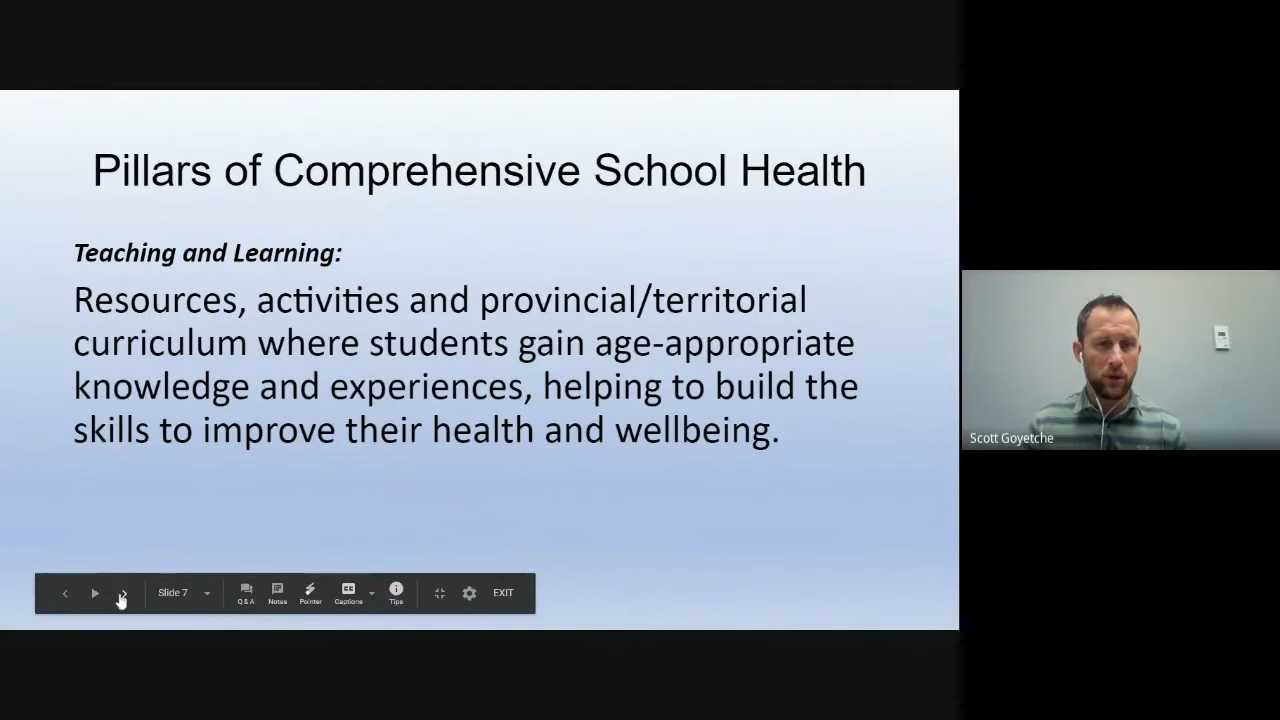 Pillars of Comprehensive School Health
Teaching and Learning:
Resources, activities and provincial/territorial
curriculum where students gain age-appropriate
knowledge and experiences, helping to build the
skills to improve their health and wellbeing.
Slide 7
Q & A
Notes
Pointer
CC
Captions
Tips
EXIT
Scott Goyetche